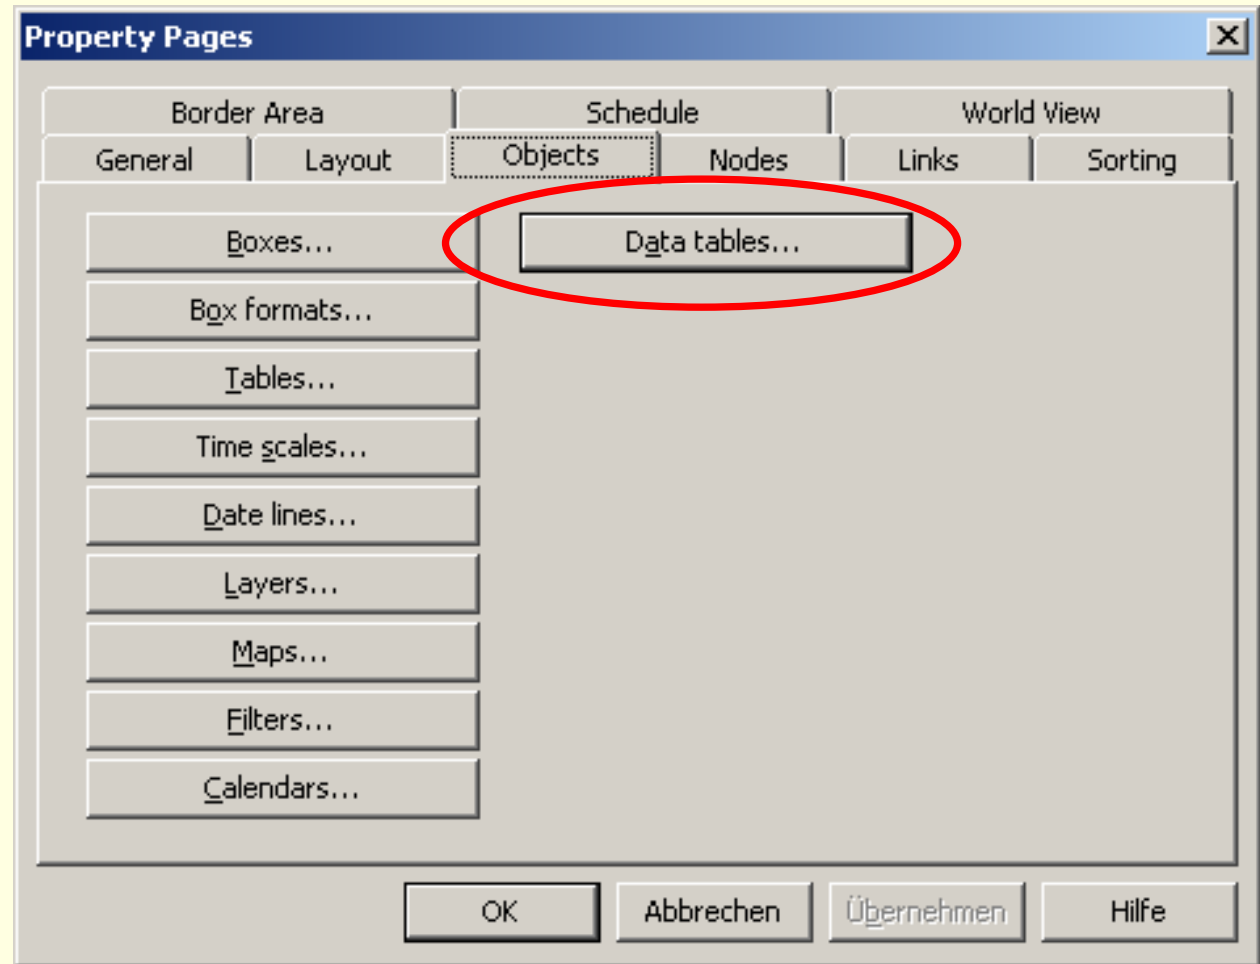 Property Pages
Border Area Schedule World View
General Layout Objects Nodes Links Sorting
Boxes... Data tables...
Box formats...
Tables...
Time scales...
Date lines...
Layers...
Maps...
Filters...
Calendars...
OK Abbrechen Übernehmen Hilfe